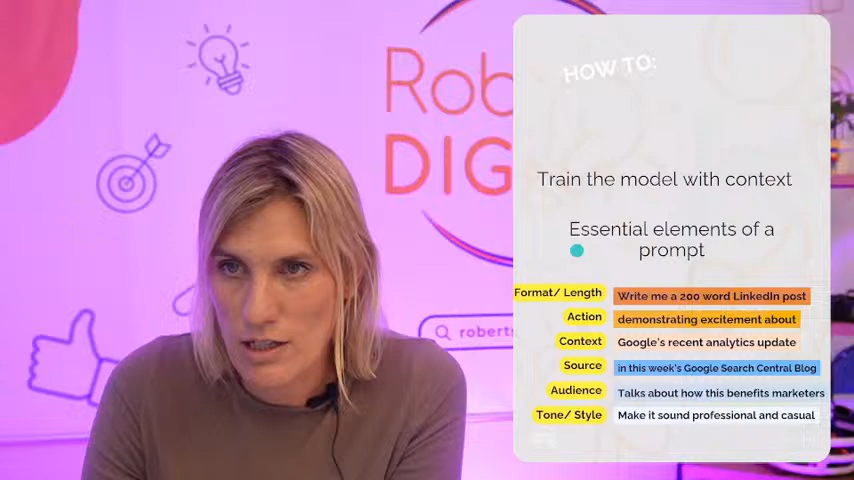 Rob
DIG
roberts
HOW TO:
Train the model with context
Essential elements of a
prompt
Format/ Length Write me a 200 word LinkedIn post
Action demonstrating excitement about
Context Google's recent analytics update
Source in this week's Google Search Central Blog
Audience Talks about how this benefits marketers
Tone/ Style Make it sound professional and casual